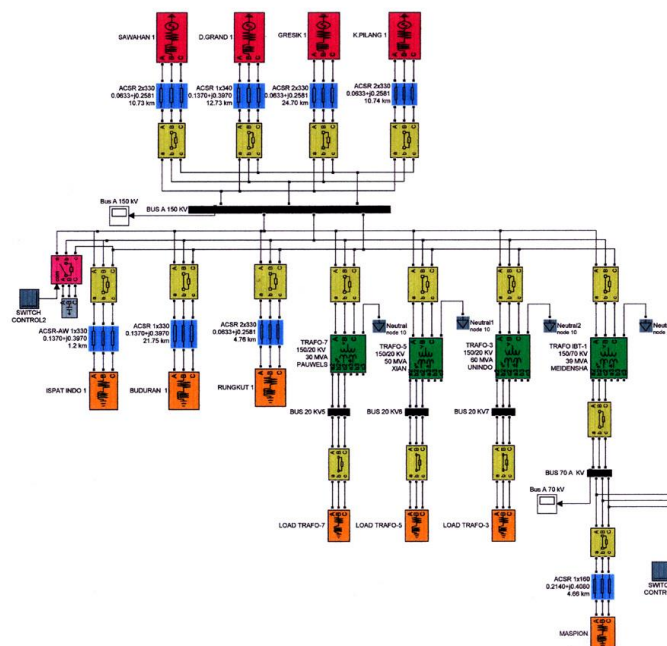 SAWAHAN 1
D.GRAND 1
GRESIK 1
K.PILANG 1
ACSR 2x330
0.0633+j0.2581
10.73 km
ACSR 1x340
0.1370+j0.3970
12.73 km
ACSR 2x330
0.0633+j0.2581
24.70 km
ACSR 2x330
0.0633+j0.2581
10.74 km
Bus A 150 kV
BUS A 150 KV
SWITCH
CONTROL2
ACSR-AW 1x330
0.1370+j0.3970
1.2 km
ACSR 1x330
0.1370+j0.3970
21.75 km
ACSR 2x330
0.0633+j0.2581
4.76 km
ISPAT INDO 1
BUDURAN 1
RUNGKUT 1
Neutral
node 10
Neutral1
node 10
Neutral2
node 10
TRAFO-7
150/20 KV
30 MVA
PAUWELS
TRAFO-5
150/20 KV
50 MVA
XIAN
TRAFO-3
150/20 KV
60 MVA
UNINDO
TRAFO IBT-1
150/70 KV
39 MVA
MEIDENSHA
BUS 20 KV5
BUS 20 KV6
BUS 20 KV7
LOAD TRAFO-7
LOAD TRAFO-5
LOAD TRAFO-3
BUS 70 A KV
Bus A 70 kV
ACSR 1x160
0.2140+j0.4080
4.66 km
MASPION